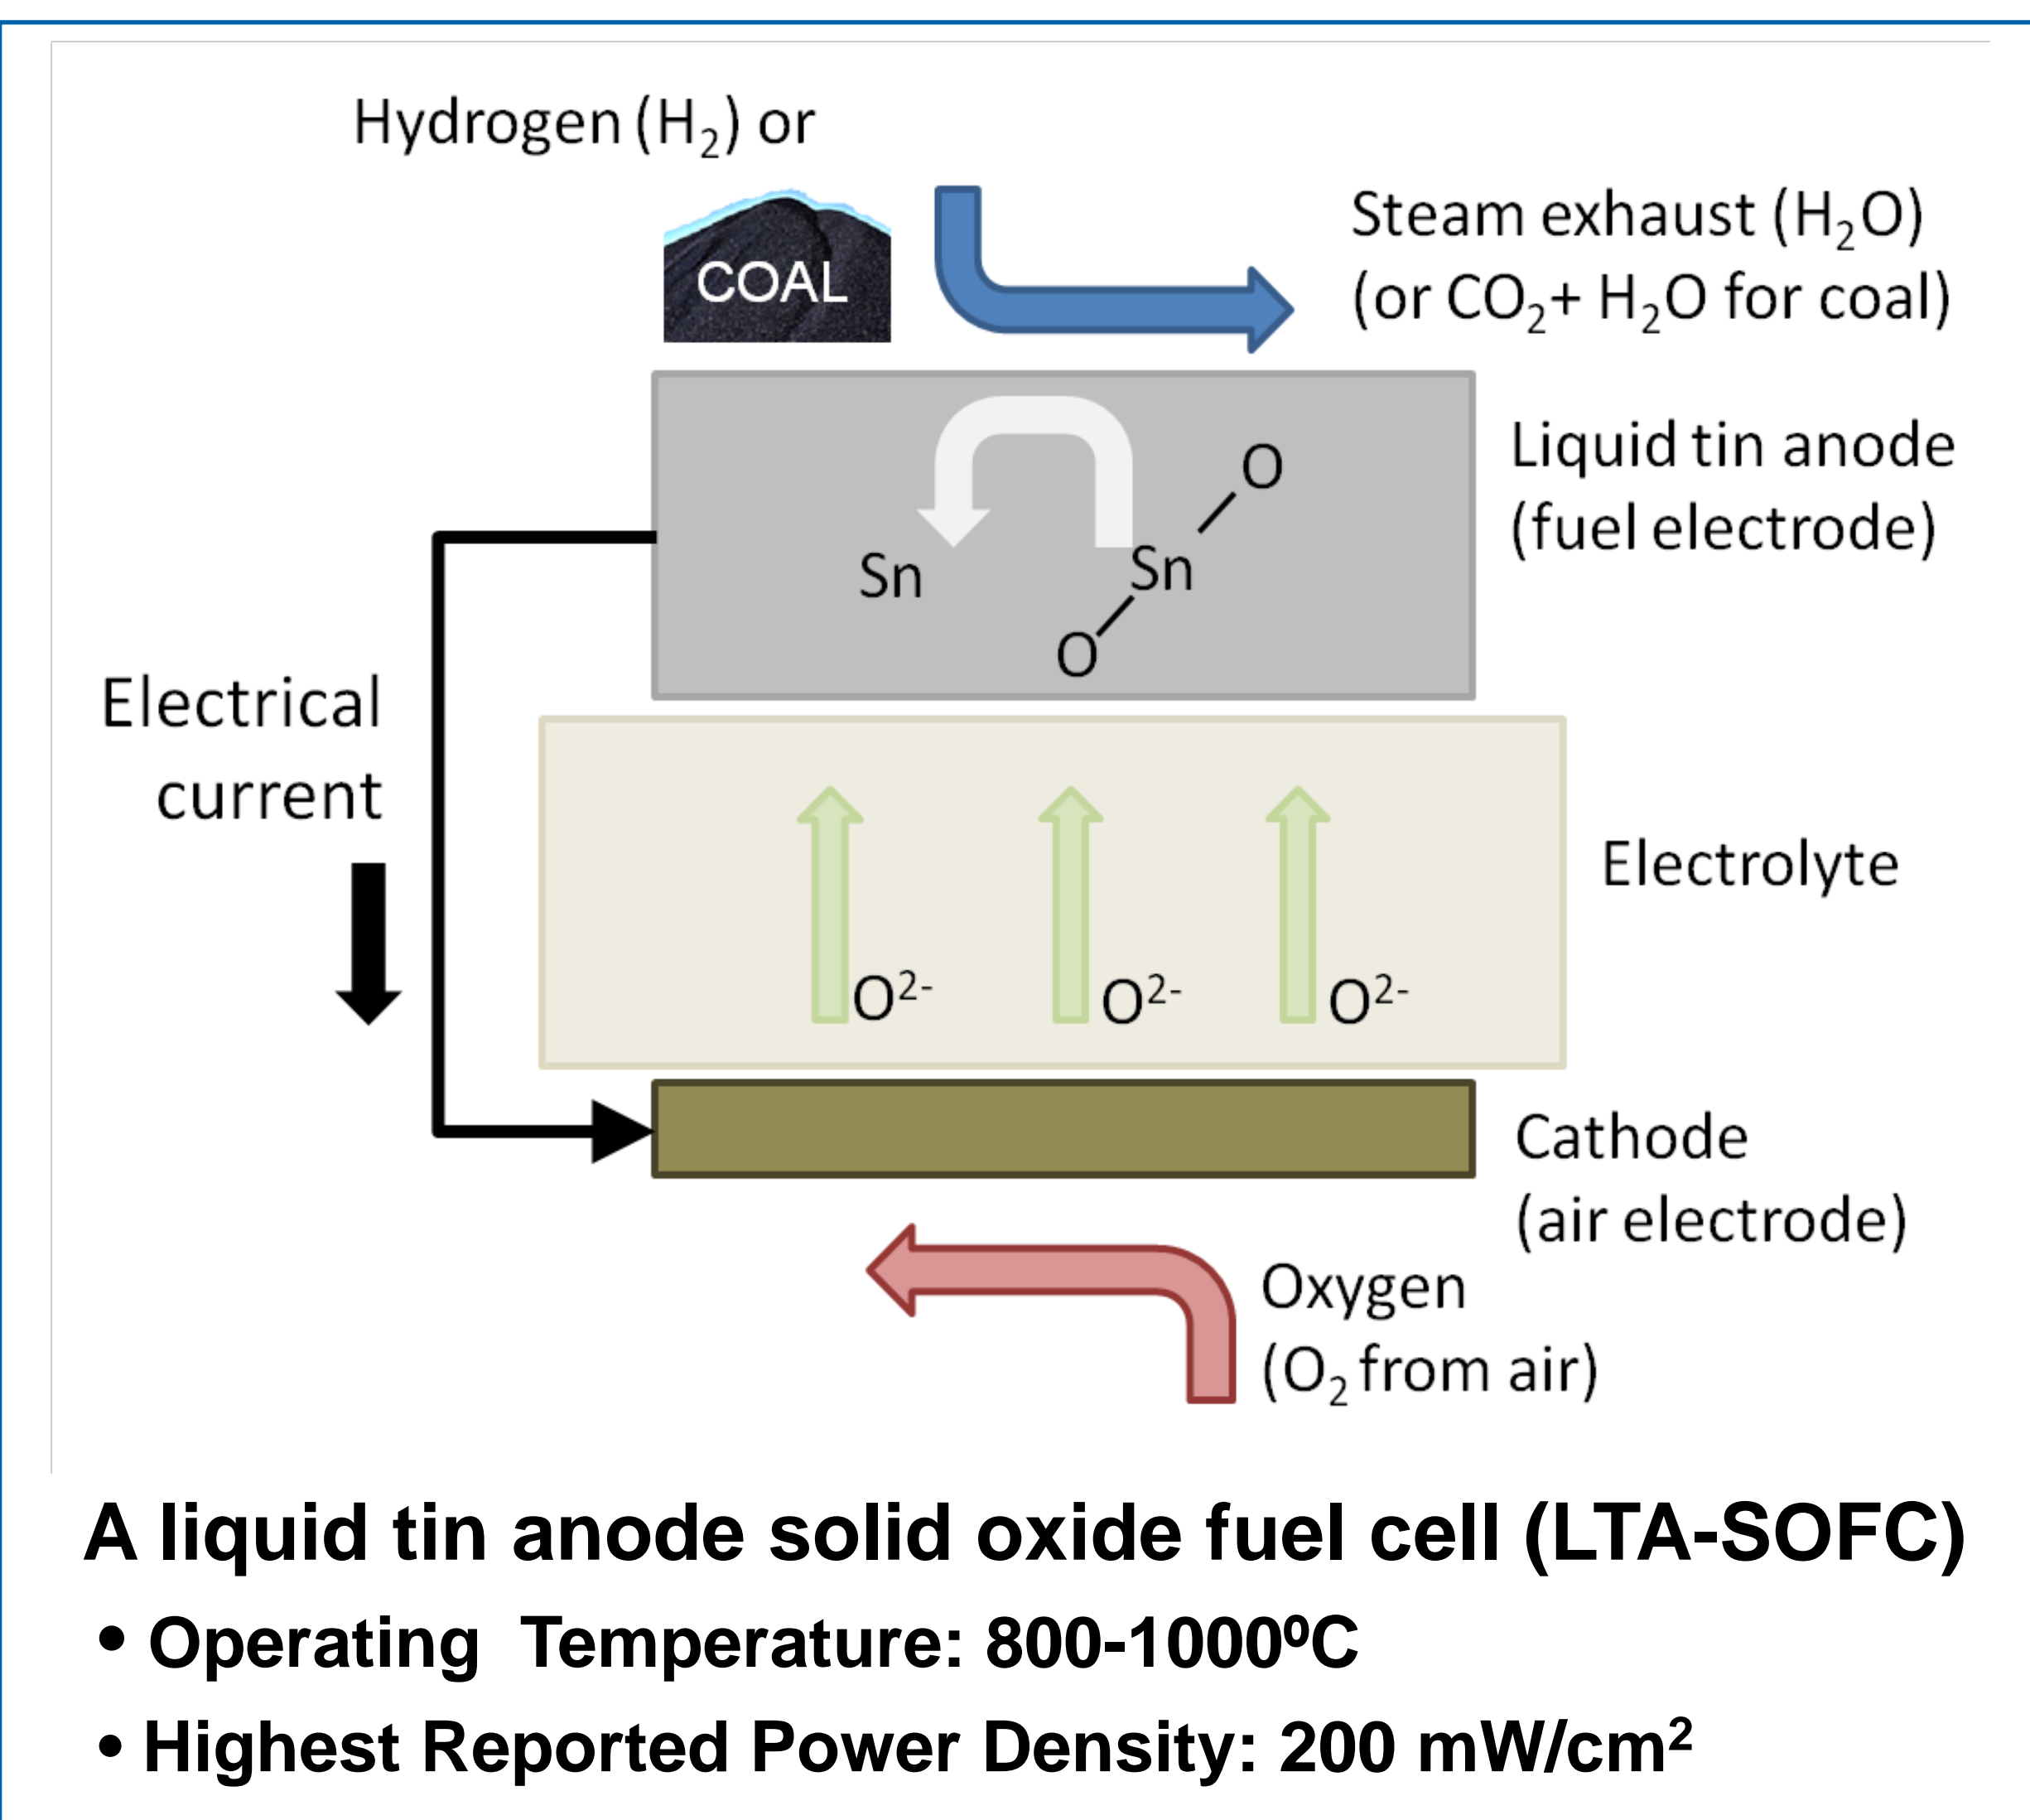 Hydrogen (H₂) or
COAL
Steam exhaust (H₂O)
(or CO₂+ H₂O for coal)
Liquid tin anode
(fuel electrode)
O
Sn
Sn
O
Electrical
current
Electrolyte
O²⁻
O²⁻
O²⁻
Cathode
(air electrode)
Oxygen
(O₂ from air)
A liquid tin anode solid oxide fuel cell (LTA-SOFC)
• Operating Temperature: 800-1000ºC
• Highest Reported Power Density: 200 mW/cm²